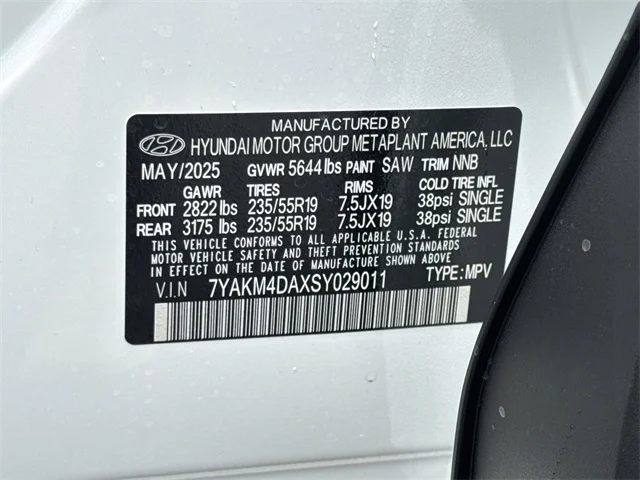 MANUFACTURED BY
HYUNDAI MOTOR GROUP METAPLANT AMERICA, LLC
MAY/2025 GVWR 5644 lbs PAINT SAW TRIM NNB
GAWR TIRES RIMS COLD TIRE INFL
FRONT 2822 lbs 235/55R19 7.5JX19 38psi SINGLE
REAR 3175 lbs 235/55R19 7.5JX19 38psi SINGLE
THIS VEHICLE CONFORMS TO ALL APPLICABLE U.S.A. FEDERAL
MOTOR VEHICLE SAFETY AND THEFT PREVENTION STANDARDS
IN EFFECT ON THE DATE OF MANUFACTURE SHOWN ABOVE.
V.I.N 7YAKM4DAXSY029011 TYPE: MPV